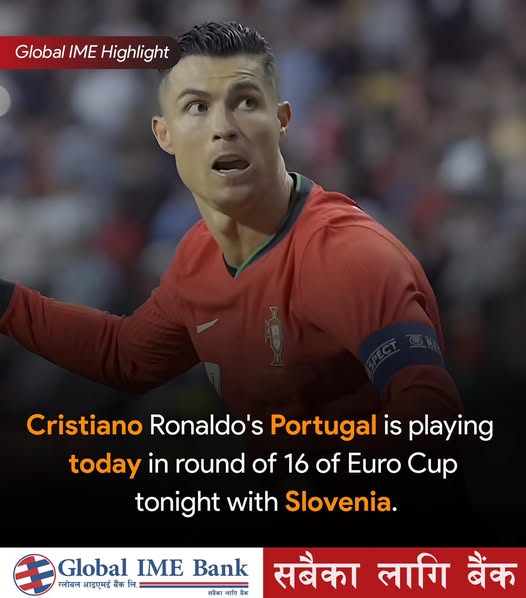 Global IME Highlight
RESPECT
Cristiano Ronaldo's Portugal is playing
today in round of 16 of Euro Cup
tonight with Slovenia.
Global IME Bank
ग्लोबल आइएमई बैंक लि.
सबैका लागि बैंक
सबैका लागि बैंक